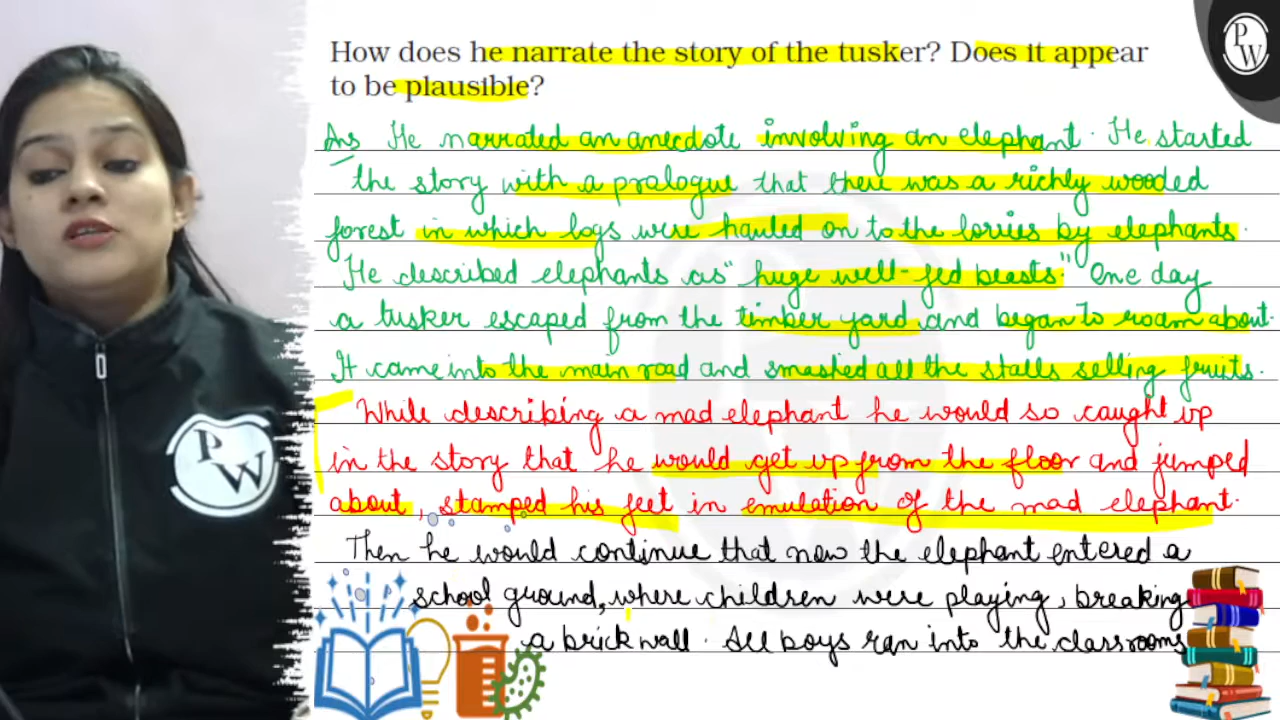 How does he narrate the story of the tusker? Does it appear
to be plausible?
Ans He narrated an anecdote involving an elephant. He started
the story with a prologue that there was a richly wooded
forest in which logs were hauled on to the lorries by elephants.
He described elephants as "huge well-fed beasts" One day
a tusker escaped from the timber yard and began to roam about.
It came into the main road and smashed all the stalls selling fruits.
While describing a mad elephant he would so caught up
in the story that he would get up from the floor and jumped
about, stamped his feet in emulation of the mad elephant.
Then he would continue that now the elephant entered a
school ground, where children were playing, breaking
a brick wall. All boys ran into the classrooms
P W
P W